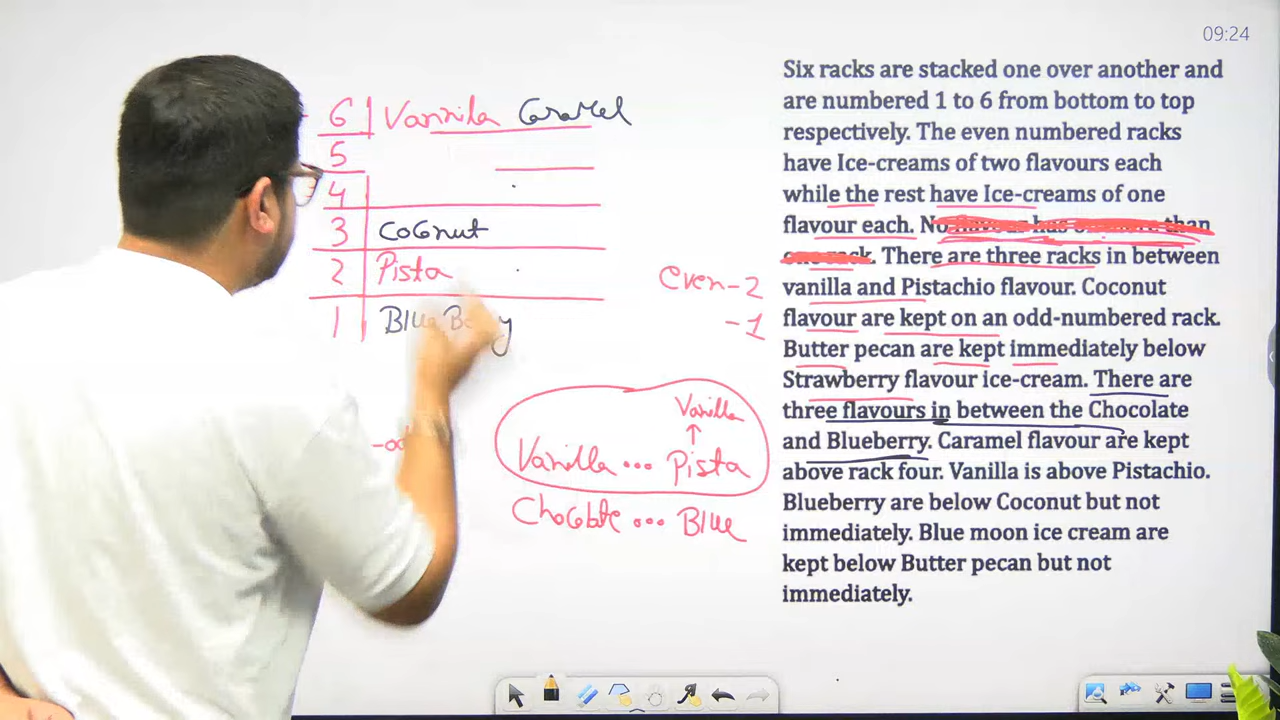 09:24
6 Vannila Caramel
5
4
3 CoConut
2 Pista
1 Blue Berry
even-2
-1
Vanilla
Vanilla ... Pista
Chocolate ... Blue
Six racks are stacked one over another and
are numbered 1 to 6 from bottom to top
respectively. The even numbered racks
have Ice-creams of two flavours each
while the rest have Ice-creams of one
flavour each. No has than
There are three racks in between
vanilla and Pistachio flavour. Coconut
flavour are kept on an odd-numbered rack.
Butter pecan are kept immediately below
Strawberry flavour ice-cream. There are
three flavours in between the Chocolate
and Blueberry. Caramel flavour are kept
above rack four. Vanilla is above Pistachio.
Blueberry are below Coconut but not
immediately. Blue moon ice cream are
kept below Butter pecan but not
immediately.